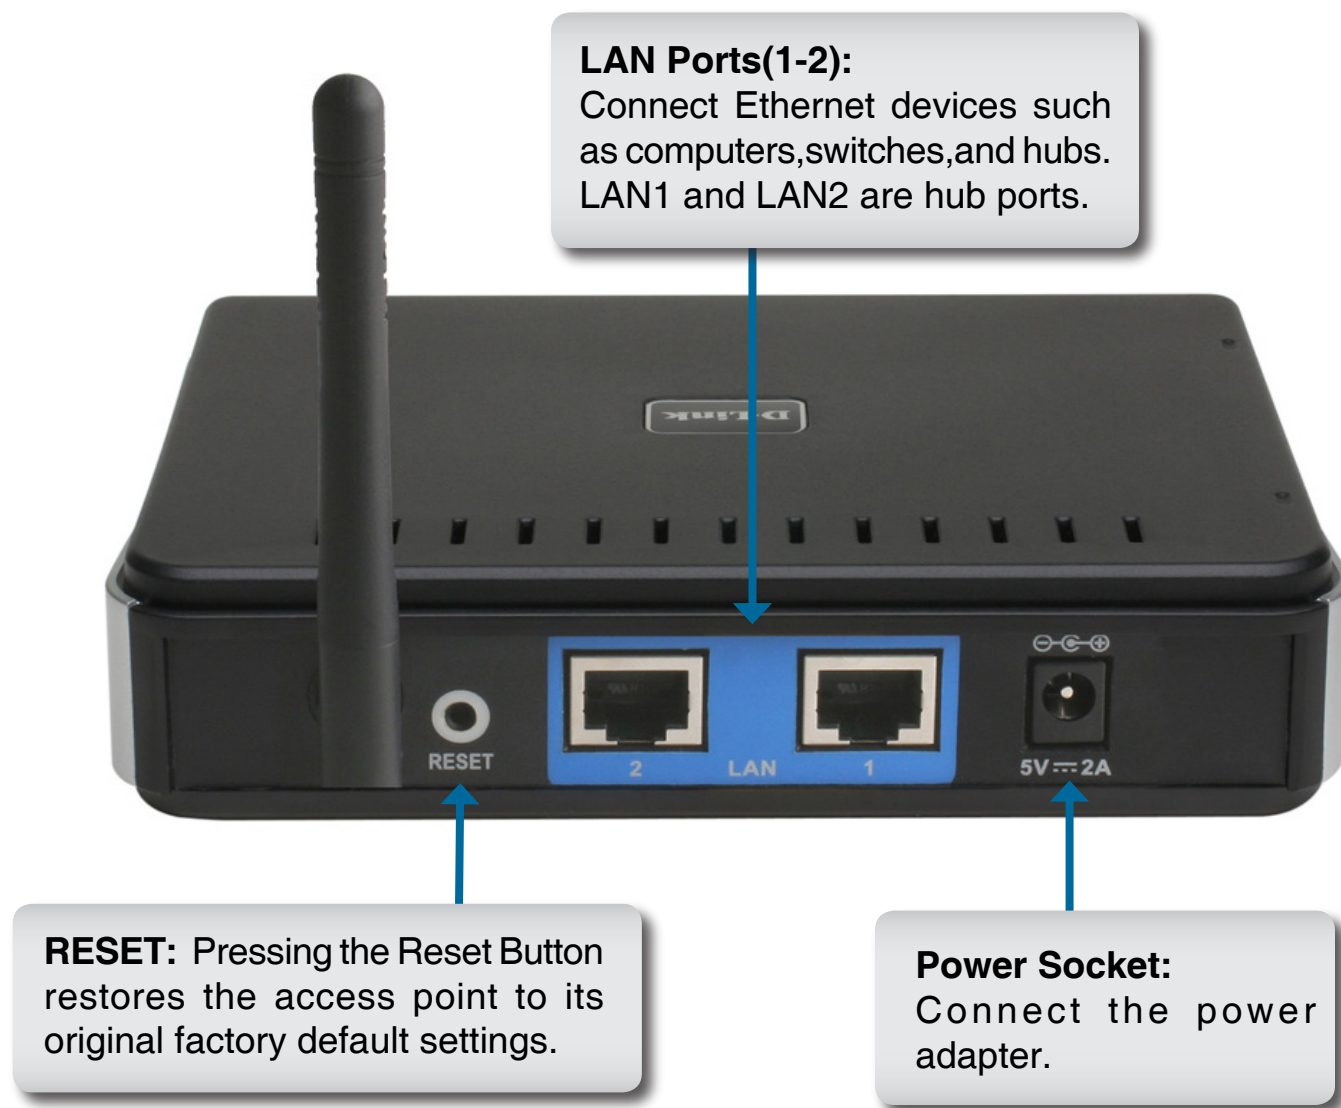 LAN Ports(1-2):
Connect Ethernet devices such
as computers,switches,and hubs.
LAN1 and LAN2 are hub ports.
D-Link
RESET
2 LAN 1
5V⎓2A
RESET: Pressing the Reset Button
restores the access point to its
original factory default settings.
Power Socket:
Connect the power
adapter.